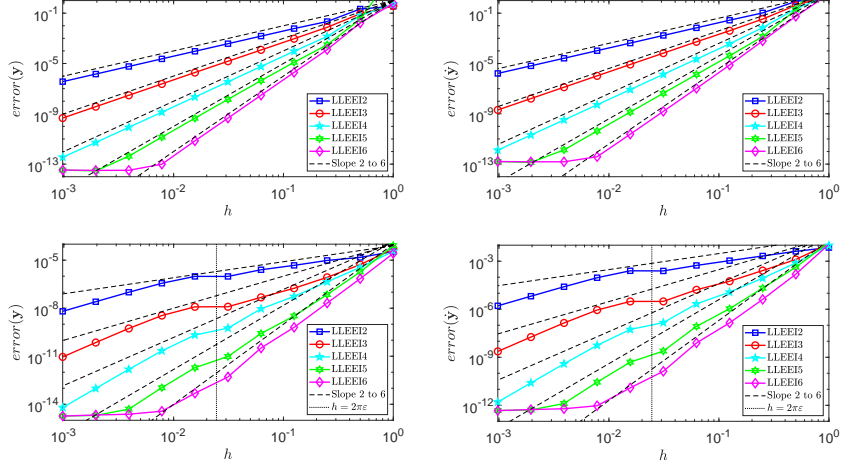 10^-1
10^-5
10^-9
10^-13
error(y)
LLEEI2
LLEEI3
LLEEI4
LLEEI5
LLEEI6
Slope 2 to 6
10^-3
10^-2
10^-1
10^0
h
10^-1
10^-5
10^-9
10^-13
error(ẏ)
LLEEI2
LLEEI3
LLEEI4
LLEEI5
LLEEI6
Slope 2 to 6
10^-3
10^-2
10^-1
10^0
h
10^-5
10^-8
10^-11
10^-14
error(y)
LLEEI2
LLEEI3
LLEEI4
LLEEI5
LLEEI6
Slope 2 to 6
h = 2πε
10^-3
10^-2
10^-1
10^0
h
10^-3
10^-6
10^-9
10^-12
error(ẏ)
LLEEI2
LLEEI3
LLEEI4
LLEEI5
LLEEI6
Slope 2 to 6
h = 2πε
10^-3
10^-2
10^-1
10^0
h